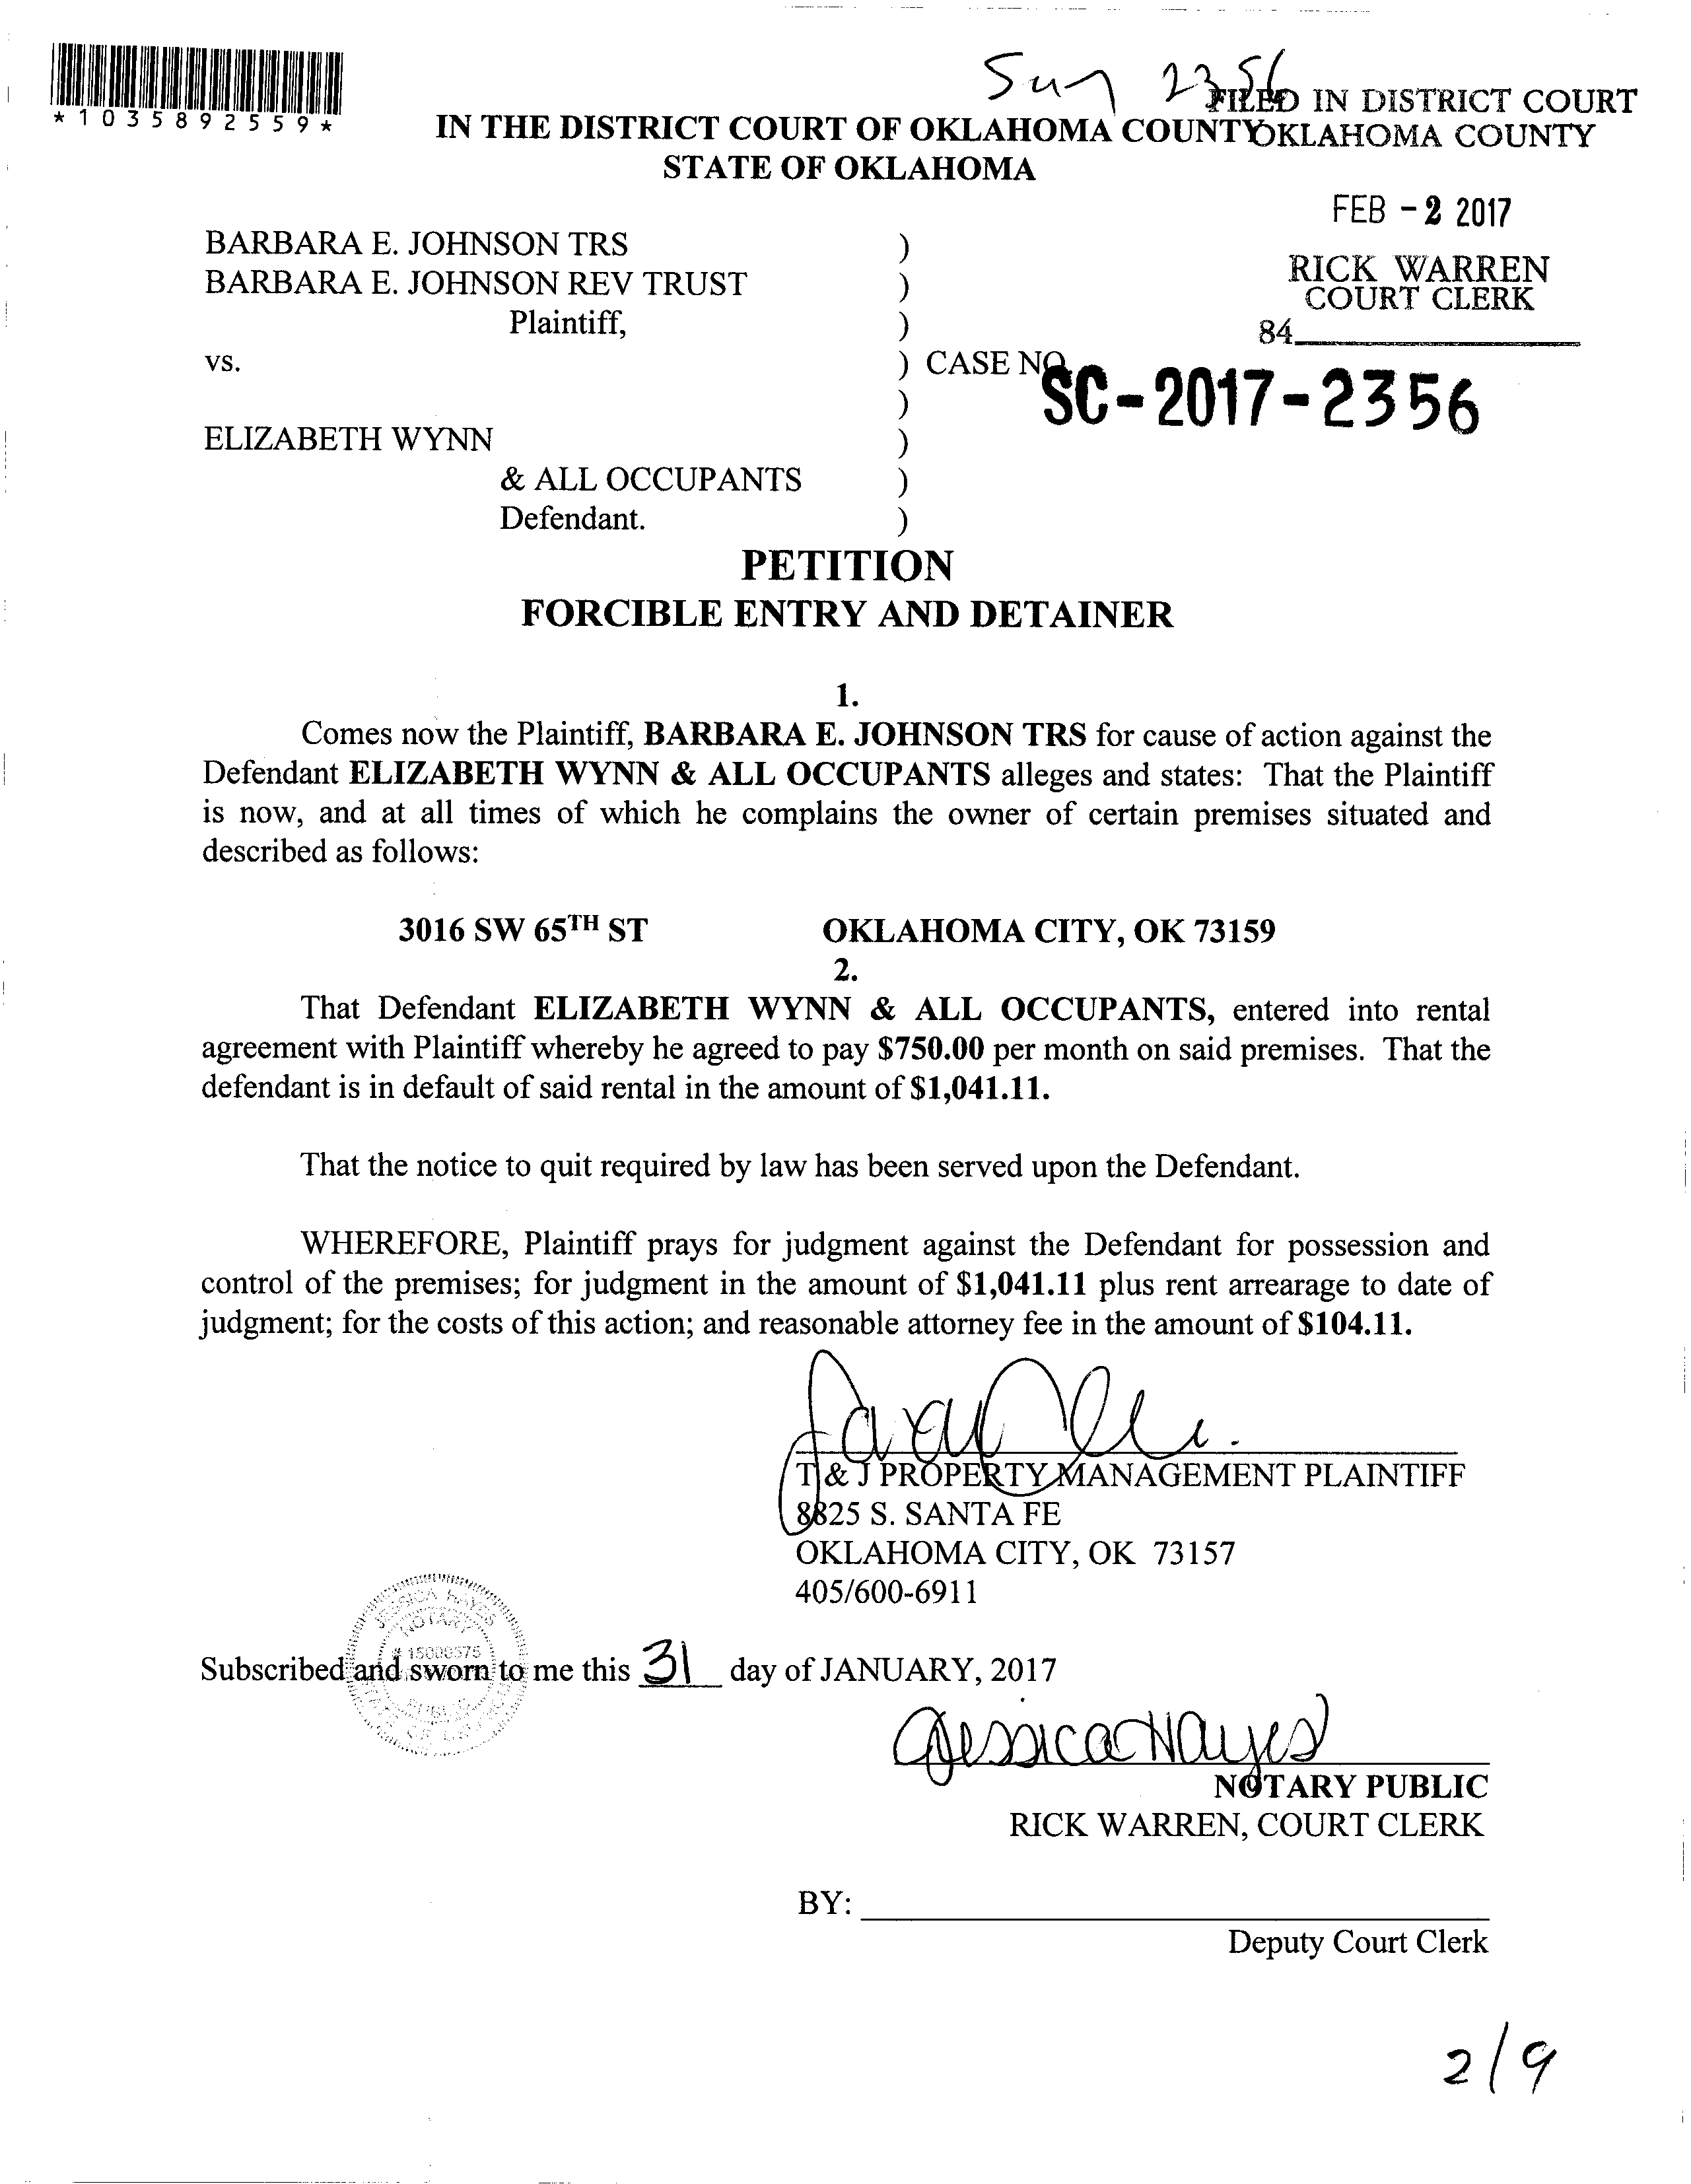 Sum 2356
*1035892559*
FILED IN DISTRICT COURT
OKLAHOMA COUNTY
IN THE DISTRICT COURT OF OKLAHOMA COUNTY
STATE OF OKLAHOMA
FEB - 2 2017
RICK WARREN
COURT CLERK
84
BARBARA E. JOHNSON TRS )
BARBARA E. JOHNSON REV TRUST )
Plaintiff, )
vs. ) CASE NO.
SC-2017-2356
)
ELIZABETH WYNN )
& ALL OCCUPANTS )
Defendant. )
PETITION
FORCIBLE ENTRY AND DETAINER
1.
Comes now the Plaintiff, BARBARA E. JOHNSON TRS for cause of action against the
Defendant ELIZABETH WYNN & ALL OCCUPANTS alleges and states: That the Plaintiff
is now, and at all times of which he complains the owner of certain premises situated and
described as follows:
3016 SW 65TH ST OKLAHOMA CITY, OK 73159
2.
That Defendant ELIZABETH WYNN & ALL OCCUPANTS, entered into rental
agreement with Plaintiff whereby he agreed to pay $750.00 per month on said premises. That the
defendant is in default of said rental in the amount of $1,041.11.
That the notice to quit required by law has been served upon the Defendant.
WHEREFORE, Plaintiff prays for judgment against the Defendant for possession and
control of the premises; for judgment in the amount of $1,041.11 plus rent arrearage to date of
judgment; for the costs of this action; and reasonable attorney fee in the amount of $104.11.
T & J PROPERTY MANAGEMENT PLAINTIFF
8825 S. SANTA FE
OKLAHOMA CITY, OK 73157
405/600-6911
JESSICA HAYES
NOTARY
# 15000575
PUBLIC
Subscribed and sworn to me this 31 day of JANUARY, 2017
Jessica Hayes
NOTARY PUBLIC
RICK WARREN, COURT CLERK
BY:
Deputy Court Clerk
2/9